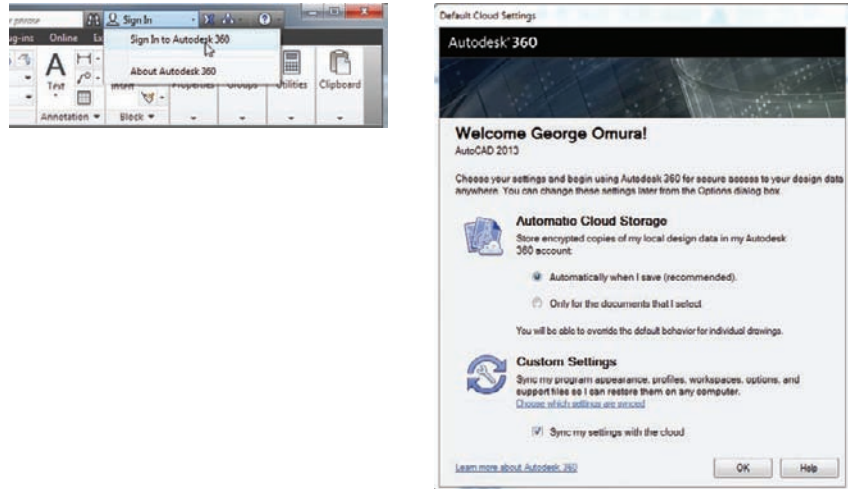 phrase
Sign In
Sign In to Autodesk 360
About Autodesk 360
ug-ins Online Ex
Text
Insert
Properties Groups Utilities Clipboard
Annotation Block
Default Cloud Settings
Autodesk® 360
Welcome George Omura!
AutoCAD 2013
Choose your settings and begin using Autodesk 360 for secure access to your design data
anywhere. You can change these settings later from the Options dialog box.
Automatic Cloud Storage
Store encrypted copies of my local design data in my Autodesk
360 account.
Automatically when I save (recommended).
Only for the documents that I select
You will be able to override the default behavior for individual drawings.
Custom Settings
Sync my program appearance, profiles, workspaces, options, and
support files so I can restore them on any computer.
Choose which settings are synced
Sync my settings with the cloud
Learn more about Autodesk 360
OK Help